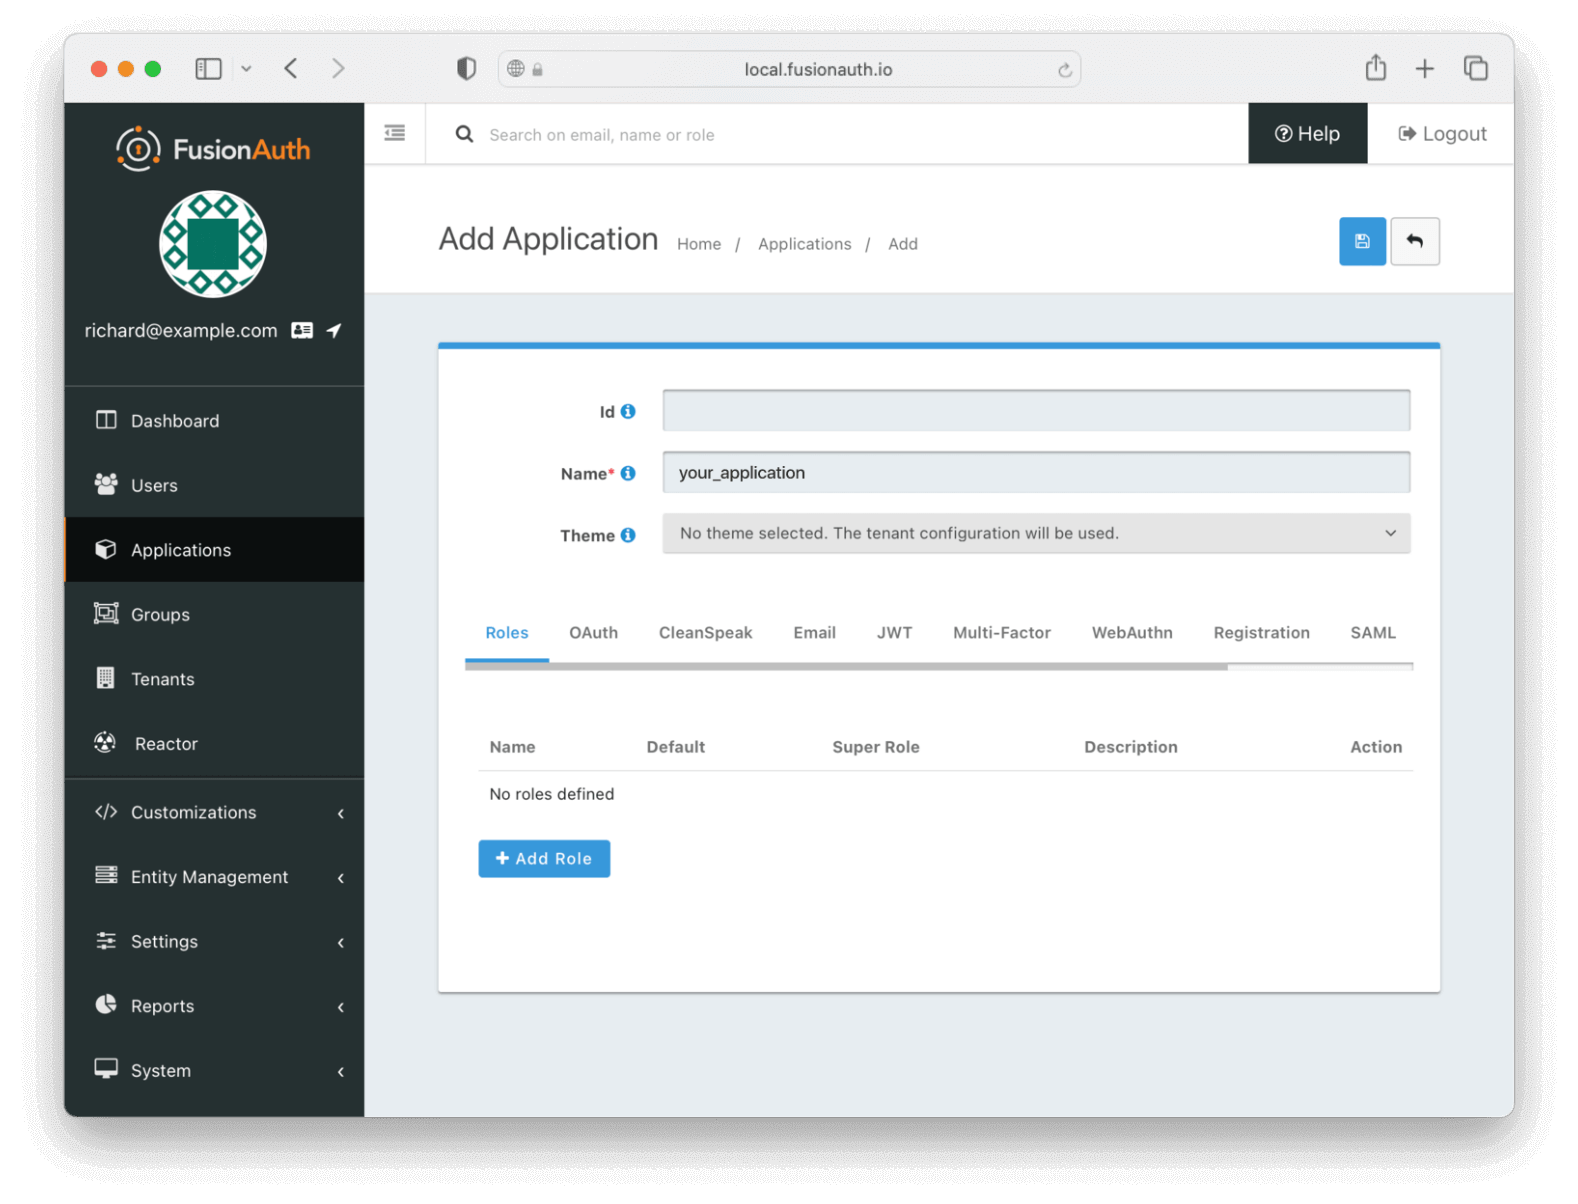 local.fusionauth.io
FusionAuth
Search on email, name or role
Help
Logout
richard@example.com
Dashboard
Users
Applications
Groups
Tenants
Reactor
Customizations
Entity Management
Settings
Reports
System
Add Application
Home / Applications / Add
Id
Name* your_application
Theme No theme selected. The tenant configuration will be used.
Roles OAuth CleanSpeak Email JWT Multi-Factor WebAuthn Registration SAML
Name Default Super Role Description Action
No roles defined
+ Add Role